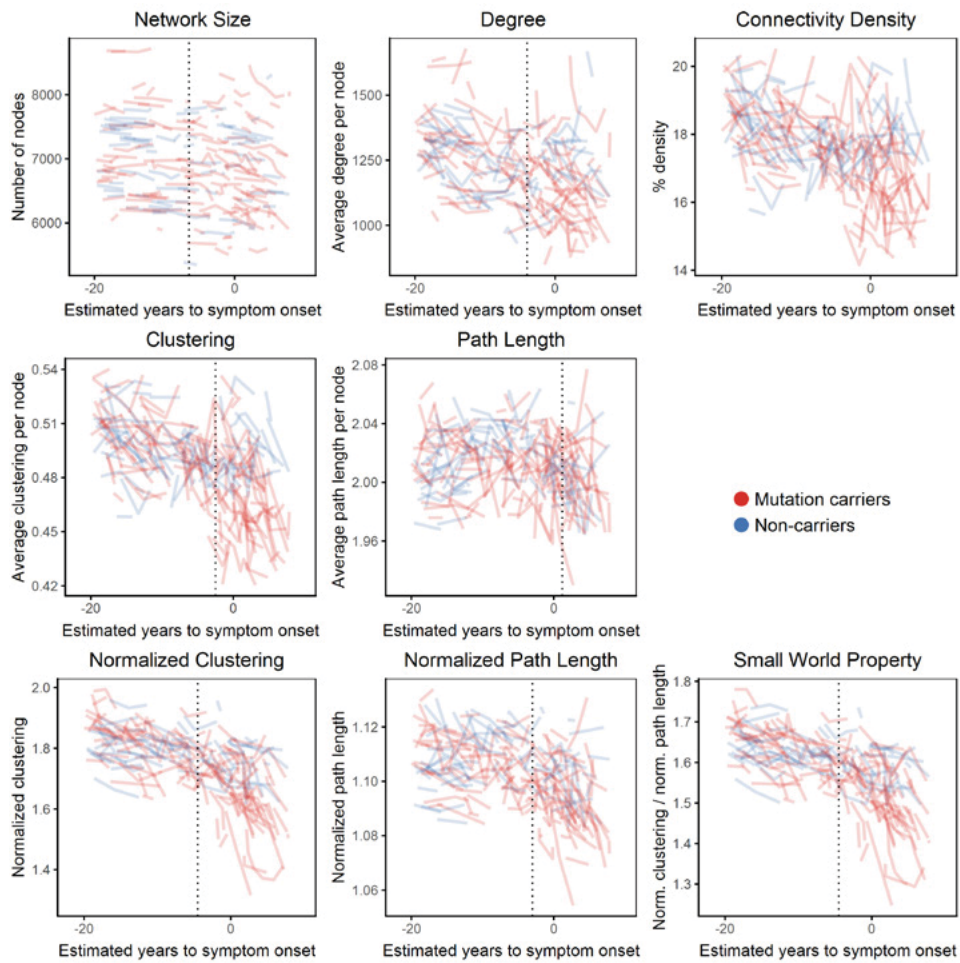 Network Size
Degree
Connectivity Density
Number of nodes
8000
7000
6000
-20
0
Estimated years to symptom onset
Average degree per node
1500
1250
1000
-20
0
Estimated years to symptom onset
% density
20
18
16
14
-20
0
Estimated years to symptom onset
Clustering
Path Length
Average clustering per node
0.54
0.51
0.48
0.45
0.42
-20
0
Estimated years to symptom onset
Average path length per node
2.08
2.04
2.00
1.96
-20
0
Estimated years to symptom onset
Mutation carriers
Non-carriers
Normalized Clustering
Normalized Path Length
Small World Property
Normalized clustering
2.0
1.8
1.6
1.4
-20
0
Estimated years to symptom onset
Normalized path length
1.12
1.10
1.08
1.06
-20
0
Estimated years to symptom onset
Norm. clustering / norm. path length
1.8
1.7
1.6
1.5
1.4
1.3
-20
0
Estimated years to symptom onset